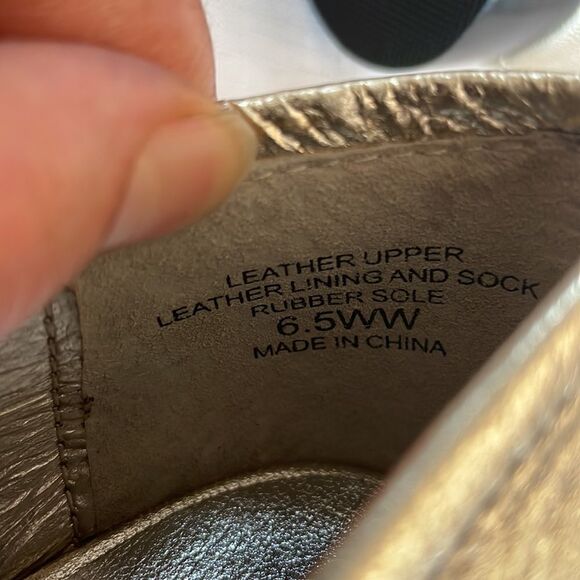 LEATHER UPPER
LEATHER LINING AND SOCK
RUBBER SOLE
6.5WW
MADE IN CHINA